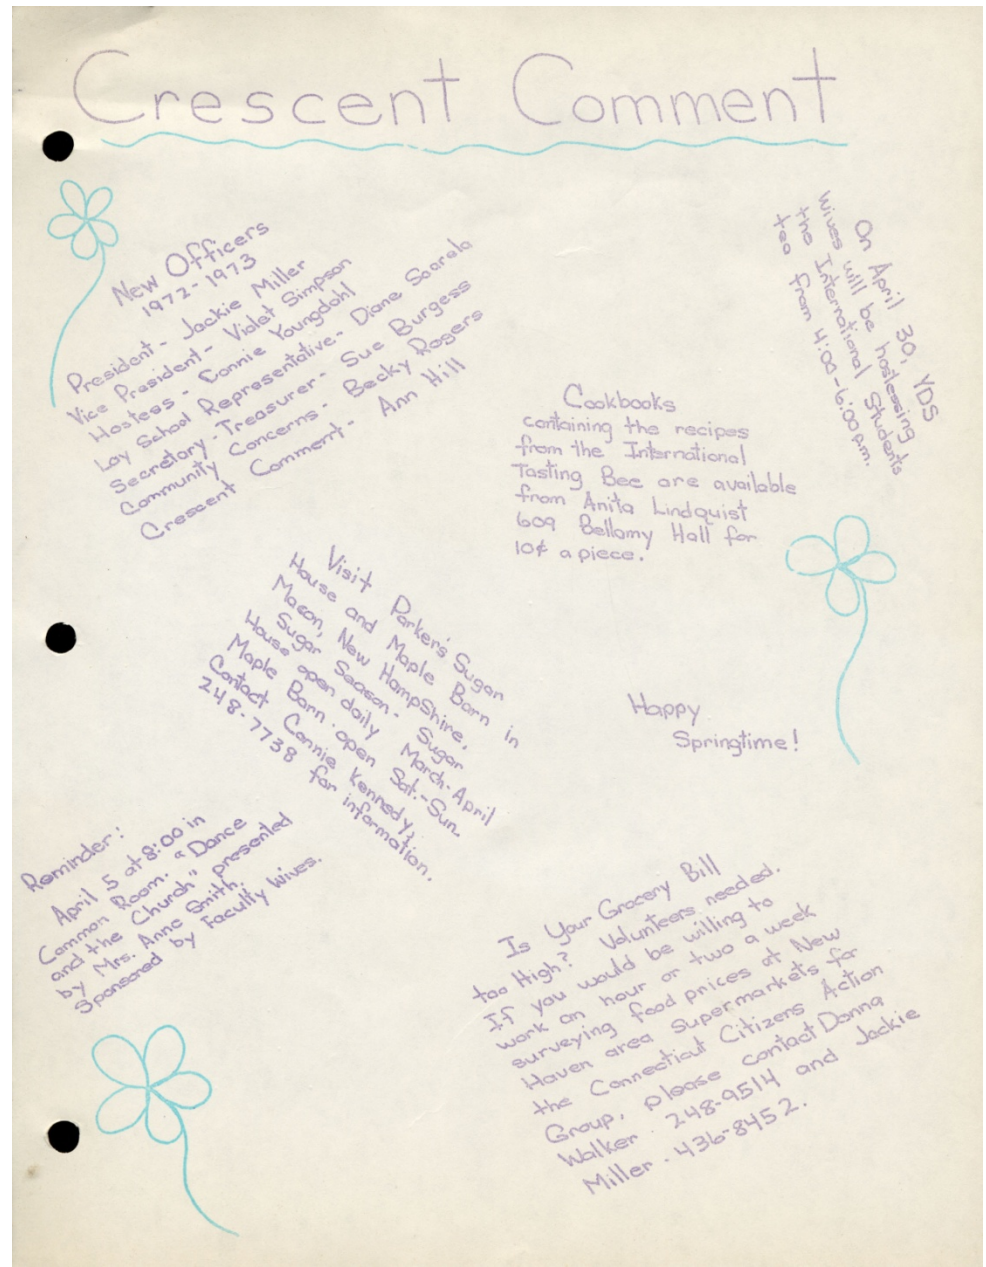 Crescent Comment
New Officers
1972-1973
President - Jackie Miller
Vice President - Violet Simpson
Hostess - Connie Youngdahl
Lay School Representative - Diane Saarela
Secretary-Treasurer - Sue Burgess
Community Concerns - Becky Rogers
Crescent Comment - Ann Hill
On April 30, YDS
Wives will be hostessing
the International Students
tea from 4:00-6:00 p.m.
Cookbooks
containing the recipes
from the International
Tasting Bee are available
from Anita Lindquist
609 Bellamy Hall for
10¢ a piece.
Visit Parker's Sugar
House and Maple Barn in
Mason, New Hampshire.
Sugar Season - Sugar
House open daily March-April
Maple Barn. open Sat.-Sun.
Contact Connie Kennedy,
248-7738 for information.
Happy
Springtime!
Reminder:
April 5 at 8:00 in
Common Room. "Dance
and the Church" presented
by Mrs. Anne Smith.
Sponsored by Faculty Wives.
Is Your Grocery Bill
too High? Volunteers needed.
If you would be willing to
work an hour or two a week
surveying food prices at New
Haven area supermarkets for
the Connecticut Citizens Action
Group, please contact Donna
Walker. 248-9514 and Jackie
Miller. 436-8452.